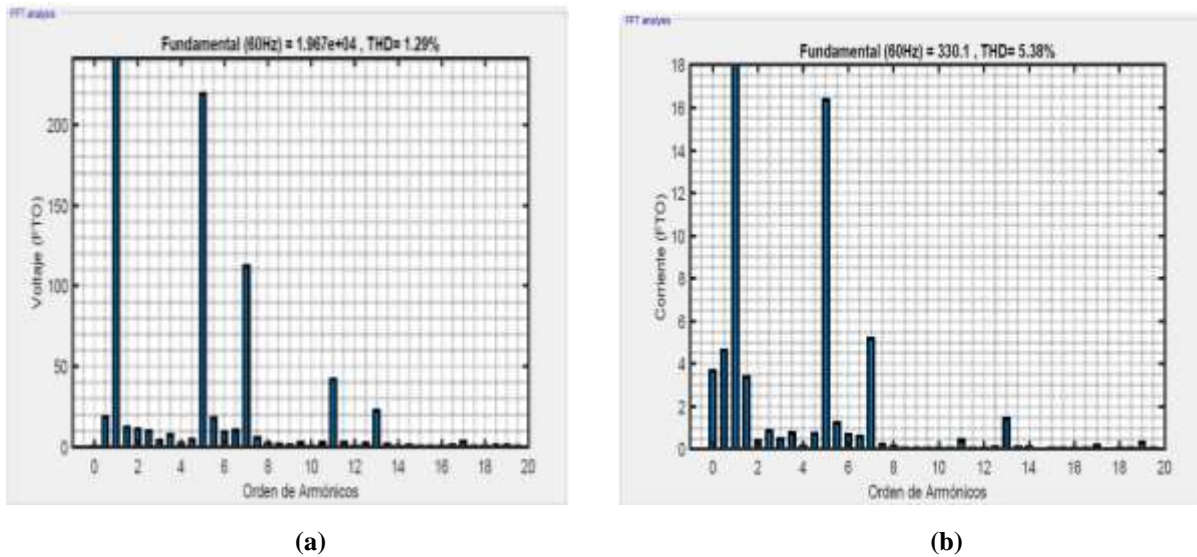 FFT analysis
Fundamental (60Hz) = 1.967e+04 , THD= 1.29%
200
150
100
50
0
Voltaje (FTO)
0 2 4 6 8 10 12 14 16 18 20
Orden de Armónicos
(a)
FFT analysis
Fundamental (60Hz) = 330.1 , THD= 5.38%
18
16
14
12
10
8
6
4
2
0
Corriente (FTO)
0 2 4 6 8 10 12 14 16 18 20
Orden de Armónicos
(b)